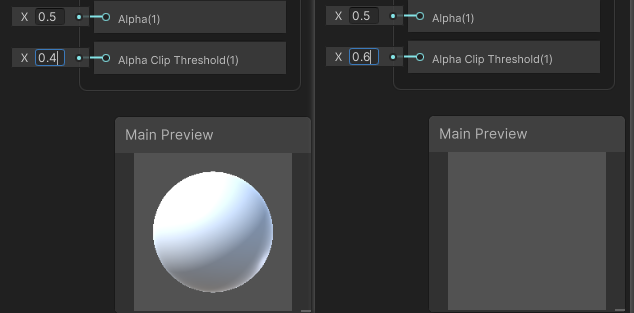 X 0.5 Alpha(1)
X 0.4 Alpha Clip Threshold(1)
Main Preview
X 0.5 Alpha(1)
X 0.6 Alpha Clip Threshold(1)
Main Preview